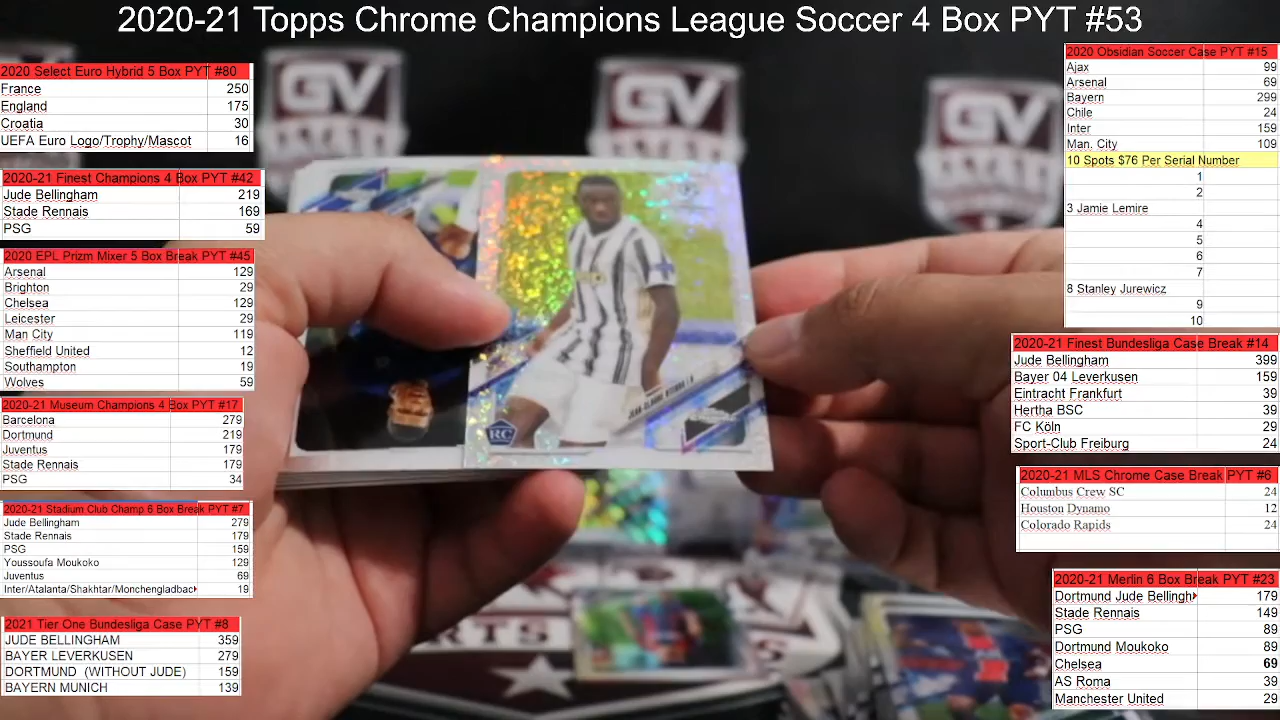 2020-21 Topps Chrome Champions League Soccer 4 Box PYT #53
2020 Select Euro Hybrid 5 Box PYT #80
France 250
England 175
Croatia 30
UEFA Euro Logo/Trophy/Mascot 16
2020-21 Finest Champions 4 Box PYT #42
Jude Bellingham 219
Stade Rennais 169
PSG 59
2020 EPL Prizm Mixer 5 Box Break PYT #45
Arsenal 129
Brighton 29
Chelsea 129
Leicester 29
Man City 119
Sheffield United 12
Southampton 19
Wolves 59
2020-21 Museum Champions 4 Box PYT #17
Barcelona 279
Dortmund 219
Juventus 179
Stade Rennais 179
PSG 34
2020-21 Stadium Club Champ 6 Box Break PYT #7
Jude Bellingham 279
Stade Rennais 179
PSG 159
Youssoufa Moukoko 129
Juventus 69
Inter/Atalanta/Shakhtar/Monchengladbac 19
2021 Tier One Bundesliga Case PYT #8
JUDE BELLINGHAM 359
BAYER LEVERKUSEN 279
DORTMUND (WITHOUT JUDE) 159
BAYERN MUNICH 139
GV
GV
GV
RC
2020 Obsidian Soccer Case PYT #15
Ajax 99
Arsenal 69
Bayern 299
Chile 24
Inter 159
Man. City 109
10 Spots $76 Per Serial Number
1
2
3 Jamie Lemire
4
5
6
7
8 Stanley Jurewicz
9
10
2020-21 Finest Bundesliga Case Break #14
Jude Bellingham 399
Bayer 04 Leverkusen 159
Eintracht Frankfurt 39
Hertha BSC 39
FC Köln 29
Sport-Club Freiburg 24
2020-21 MLS Chrome Case Break PYT #6
Columbus Crew SC 24
Houston Dynamo 12
Colorado Rapids 24
2020-21 Merlin 6 Box Break PYT #23
Dortmund Jude Bellingh 179
Stade Rennais 149
PSG 89
Dortmund Moukoko 89
Chelsea 69
AS Roma 39
Manchester United 29